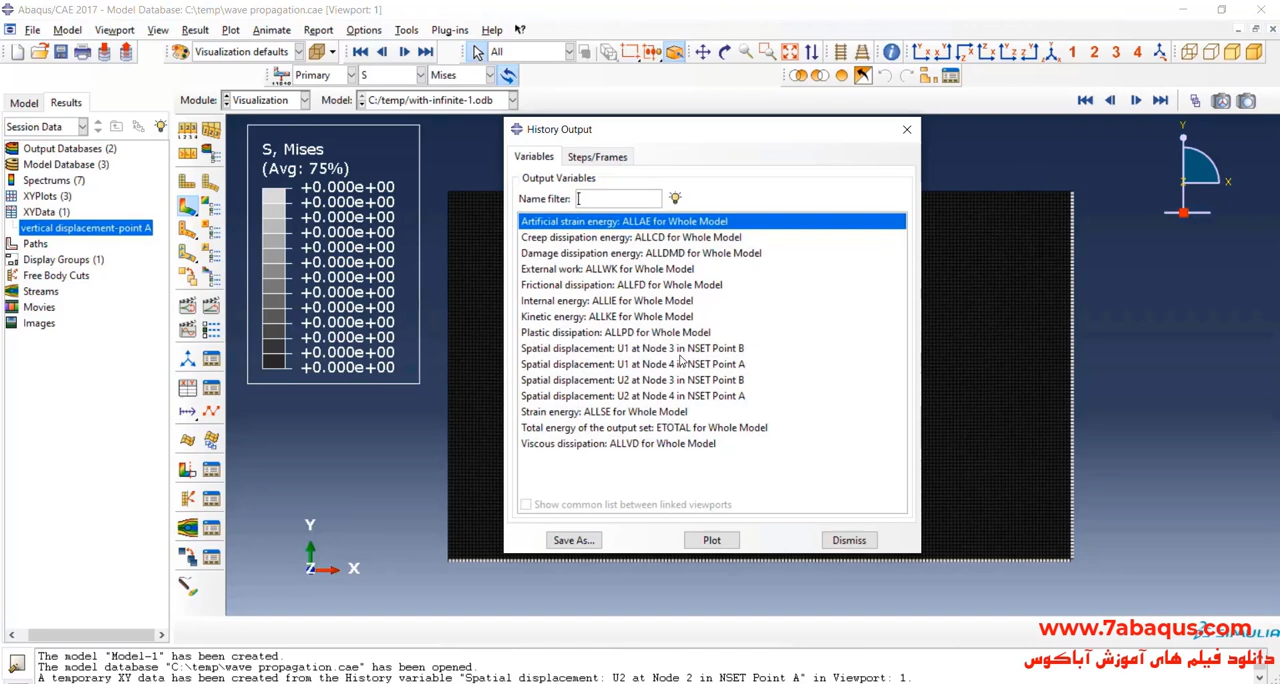 Abaqus/CAE 2017 - Model Database: C:\temp\wave propagation.cae [Viewport: 1]
File Model Viewport View Result Plot Animate Report Options Tools Plug-ins Help
Visualization defaults All 1 2 3 4
Primary S Mises
Model Results Module: Visualization Model: C:/temp/with-infinite-1.odb
Session Data
Output Databases (2)
Model Database (3)
Spectrums (7)
XYPlots (3)
XYData (1)
vertical displacement-point A
Paths
Display Groups (1)
Free Body Cuts
Streams
Movies
Images
S, Mises
(Avg: 75%)
+0.000e+00
+0.000e+00
+0.000e+00
+0.000e+00
+0.000e+00
+0.000e+00
+0.000e+00
+0.000e+00
+0.000e+00
+0.000e+00
+0.000e+00
+0.000e+00
+0.000e+00
Y
X
Z
History Output
Variables Steps/Frames
Output Variables
Name filter:
Artificial strain energy: ALLAE for Whole Model
Creep dissipation energy: ALLCD for Whole Model
Damage dissipation energy: ALLDMD for Whole Model
External work: ALLWK for Whole Model
Frictional dissipation: ALLFD for Whole Model
Internal energy: ALLIE for Whole Model
Kinetic energy: ALLKE for Whole Model
Plastic dissipation: ALLPD for Whole Model
Spatial displacement: U1 at Node 3 in NSET Point B
Spatial displacement: U1 at Node 4 in NSET Point A
Spatial displacement: U2 at Node 3 in NSET Point B
Spatial displacement: U2 at Node 4 in NSET Point A
Strain energy: ALLSE for Whole Model
Total energy of the output set: ETOTAL for Whole Model
Viscous dissipation: ALLVD for Whole Model
Show common list between linked viewports
Save As... Plot Dismiss
Y
X
Z
www.7abaqus.com
SIMULIA
دانلود فیلم های آموزش آباکوس
The model "Model-1" has been created.
The model database "C:\temp\wave propagation.cae" has been opened.
A temporary XY data has been created from the History variable "Spatial displacement: U2 at Node 2 in NSET Point A" in Viewport: 1.